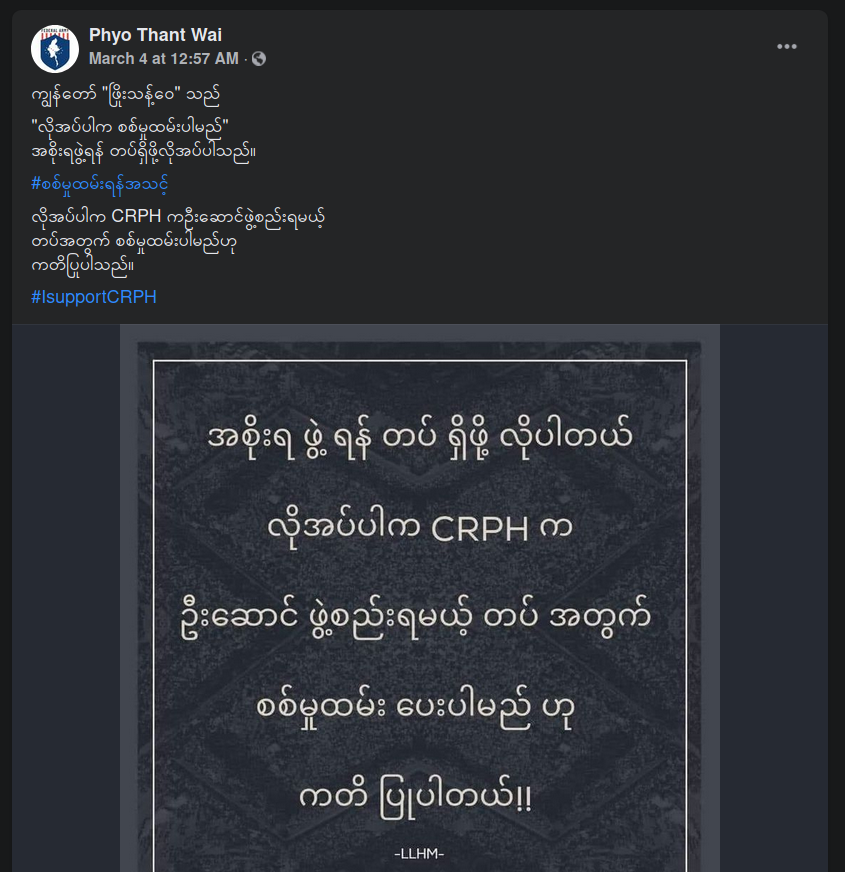 FEDERAL ARMY
Phyo Thant Wai
March 4 at 12:57 AM ·
ကျွန်တော် "ဖြိုးသန့်ဝေ" သည်
"လိုအပ်ပါက စစ်မှုထမ်းပါမည်"
အစိုးရဖွဲ့ရန် တပ်ရှိဖို့လိုအပ်ပါသည်။
#စစ်မှုထမ်းရန်အသင့်
လိုအပ်ပါက CRPH ကဦးဆောင်ဖွဲ့စည်းရမယ့်
တပ်အတွက် စစ်မှုထမ်းပါမည်ဟု
ကတိပြုပါသည်။
#IsupportCRPH
အစိုးရ ဖွဲ့ ရန် တပ် ရှိဖို့ လိုပါတယ်
လိုအပ်ပါက CRPH က
ဦးဆောင် ဖွဲ့စည်းရမယ့် တပ် အတွက်
စစ်မှုထမ်း ပေးပါမည် ဟု
ကတိ ပြုပါတယ်!!
-LLHM-